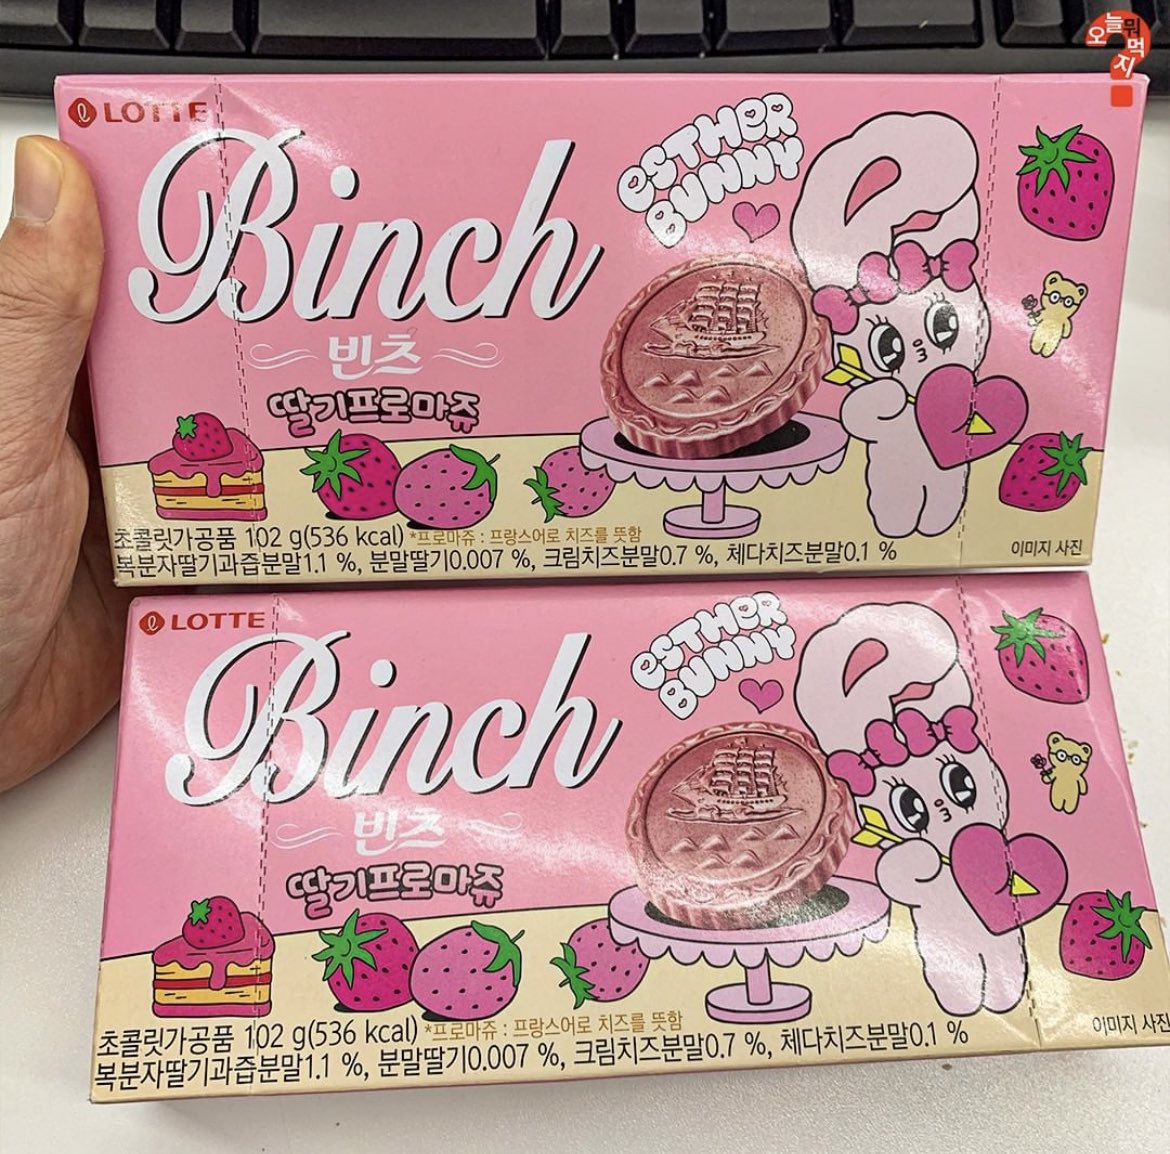 오늘뭐
먹
지
LOTTE
Binch
빈츠
딸기프로마쥬
ESTHER
BUNNY
초콜릿가공품 102 g(536 kcal) *프로마쥬 : 프랑스어로 치즈를 뜻함
복분자딸기과즙분말1.1 %, 분말딸기0.007 %, 크림치즈분말0.7 %, 체다치즈분말0.1 %
이미지 사진
LOTTE
Binch
빈츠
딸기프로마쥬
ESTHER
BUNNY
초콜릿가공품 102 g(536 kcal) *프로마쥬 : 프랑스어로 치즈를 뜻함
복분자딸기과즙분말1.1 %, 분말딸기0.007 %, 크림치즈분말0.7 %, 체다치즈분말0.1 %
이미지 사진